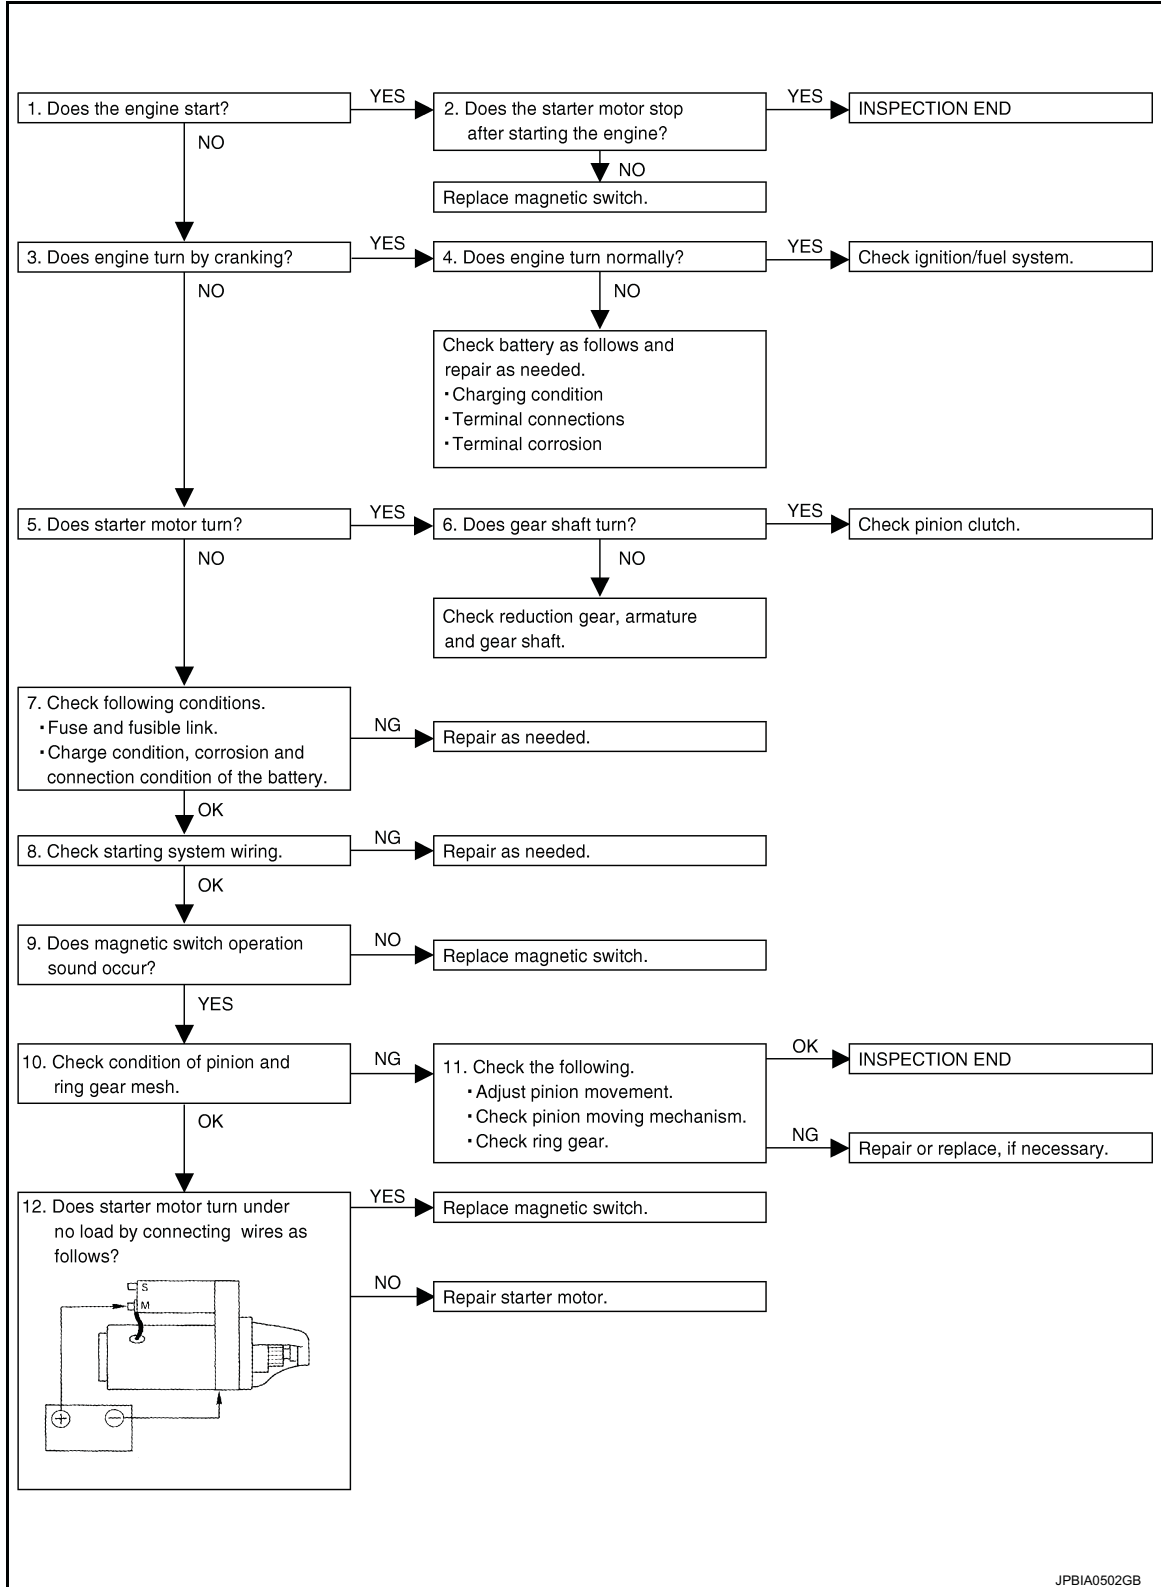 1. Does the engine start?
YES
2. Does the starter motor stop
after starting the engine?
YES
INSPECTION END
NO
NO
Replace magnetic switch.
3. Does engine turn by cranking?
YES
4. Does engine turn normally?
YES
Check ignition/fuel system.
NO
NO
Check battery as follows and
repair as needed.
・Charging condition
・Terminal connections
・Terminal corrosion
5. Does starter motor turn?
YES
6. Does gear shaft turn?
YES
Check pinion clutch.
NO
NO
Check reduction gear, armature
and gear shaft.
7. Check following conditions.
・Fuse and fusible link.
・Charge condition, corrosion and
connection condition of the battery.
NG
Repair as needed.
OK
8. Check starting system wiring.
NG
Repair as needed.
OK
9. Does magnetic switch operation
sound occur?
NO
Replace magnetic switch.
YES
10. Check condition of pinion and
ring gear mesh.
NG
11. Check the following.
・Adjust pinion movement.
・Check pinion moving mechanism.
・Check ring gear.
OK
INSPECTION END
NG
Repair or replace, if necessary.
OK
12. Does starter motor turn under
no load by connecting wires as
follows?
YES
Replace magnetic switch.
NO
Repair starter motor.
S
M
+
−
JPBIA0502GB